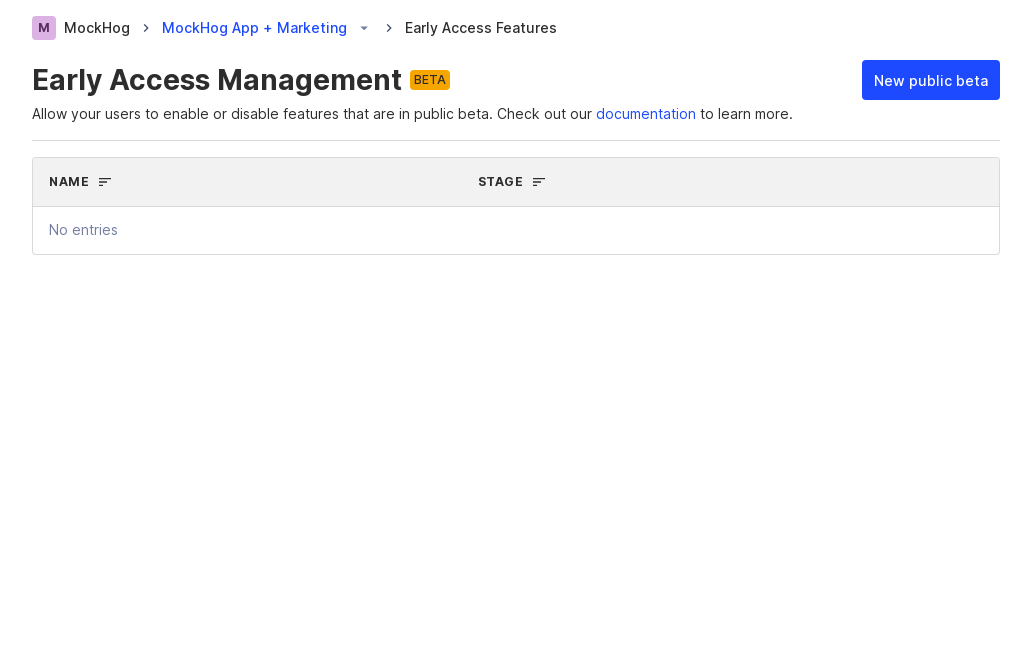 M MockHog MockHog App + Marketing Early Access Features
Early Access Management BETA
New public beta
Allow your users to enable or disable features that are in public beta. Check out our documentation to learn more.
NAME STAGE
No entries